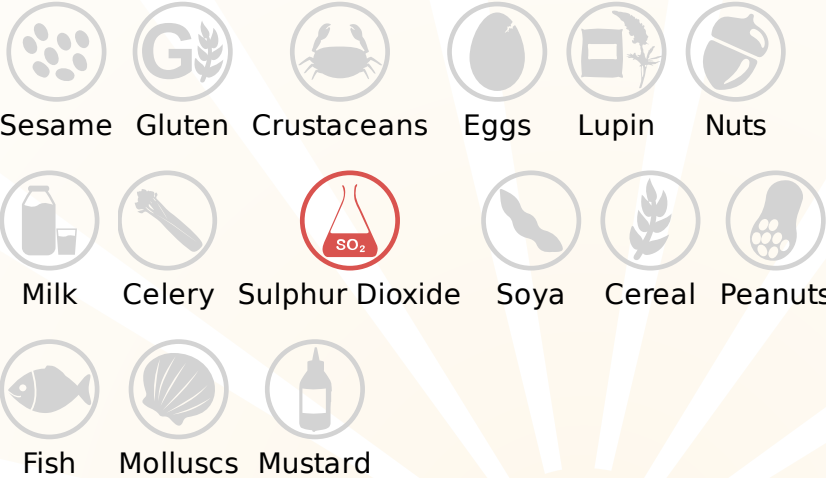 G
Sesame Gluten Crustaceans Eggs Lupin Nuts
SO₂
Milk Celery Sulphur Dioxide Soya Cereal Peanuts
Fish Molluscs Mustard